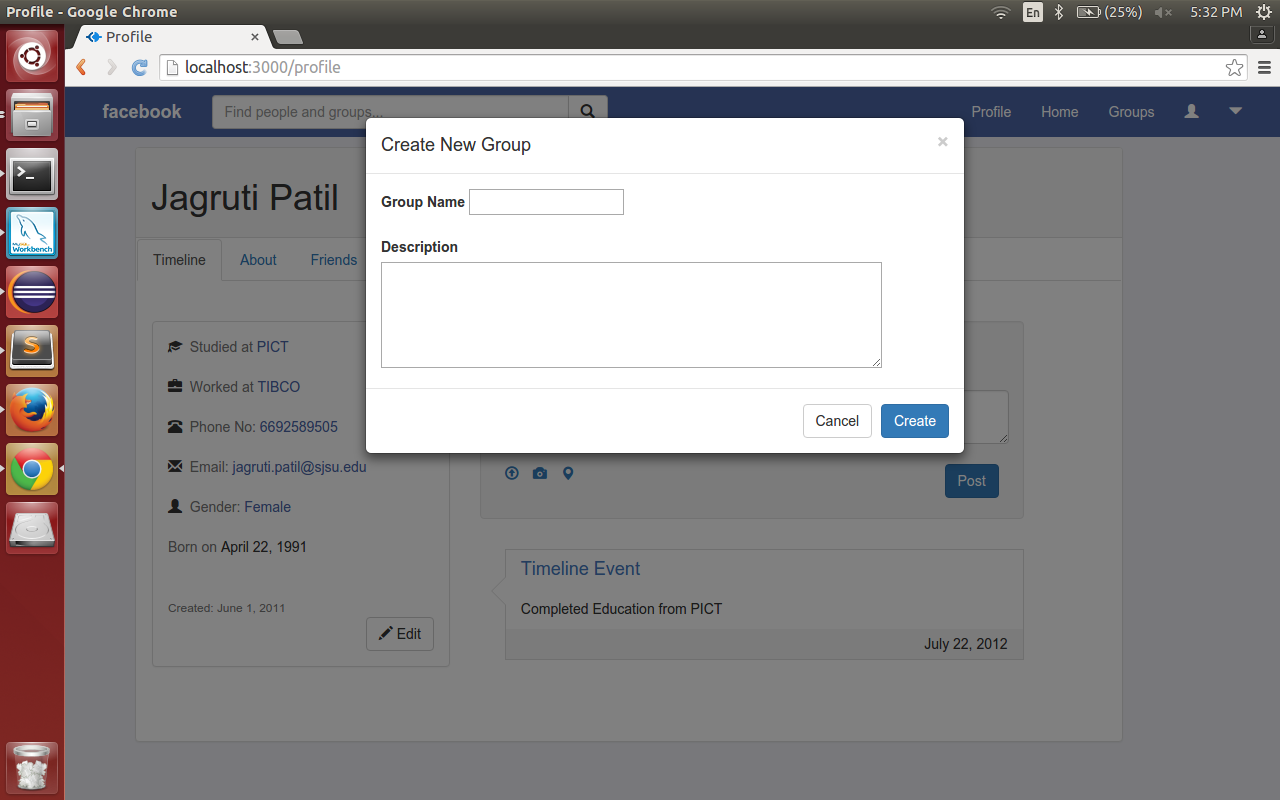 Profile - Google Chrome
En
(25%)
5:32 PM
Profile
localhost:3000/profile
facebook
Find people and groups...
Profile
Home
Groups
Create New Group
×
Group Name
Description
Cancel
Create
Jagruti Patil
Timeline
About
Friends
Studied at PICT
Worked at TIBCO
Phone No: 6692589505
Email: jagruti.patil@sjsu.edu
Gender: Female
Born on April 22, 1991
Created: June 1, 2011
Edit
Post
Timeline Event
Completed Education from PICT
July 22, 2012
Workbench
S